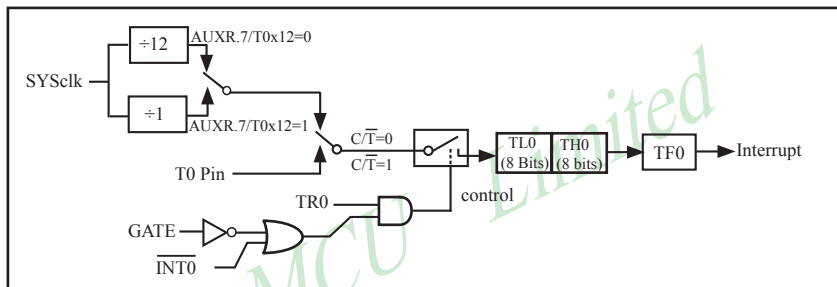 ÷12
AUXR.7/T0x12=0
SYSclk
÷1
AUXR.7/T0x12=1
C/T̅=0
C/T̅=1
TL0
(8 Bits)
TH0
(8 bits)
TF0
Interrupt
T0 Pin
control
TR0
GATE
I̅N̅T̅0̅
MCU Limited